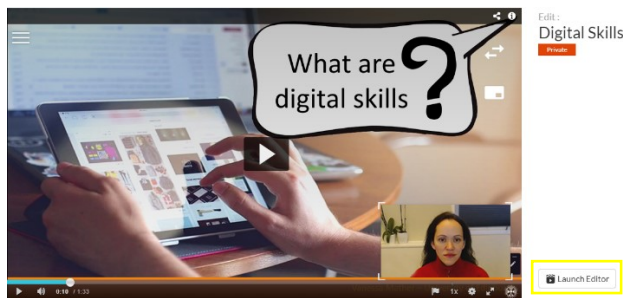 Edit:
Digital Skills
Private
What are
digital skills ?
0:10 / 1:33
1x
Launch Editor